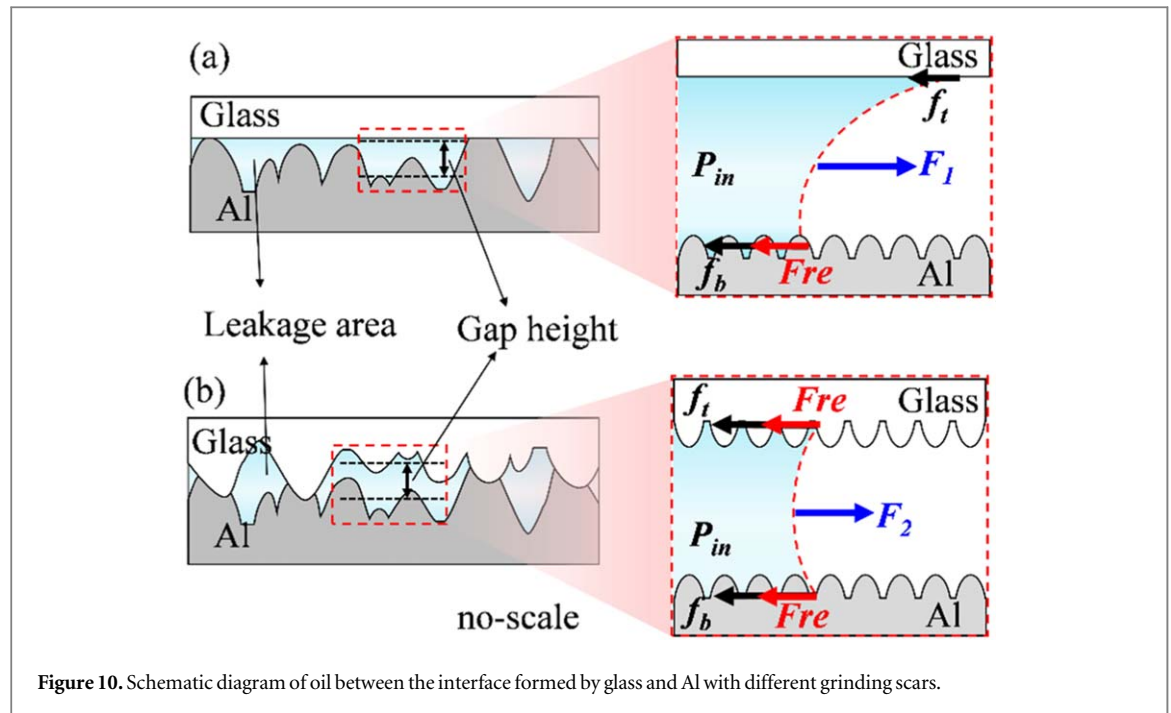 (a)
Glass
Al
Glass
f_t
P_in
F_1
f_b
Fre
Al
Leakage area
Gap height
(b)
Glass
Al
f_t
Fre
Glass
P_in
F_2
f_b
Fre
Al
no-scale
Figure 10. Schematic diagram of oil between the interface formed by glass and Al with different grinding scars.